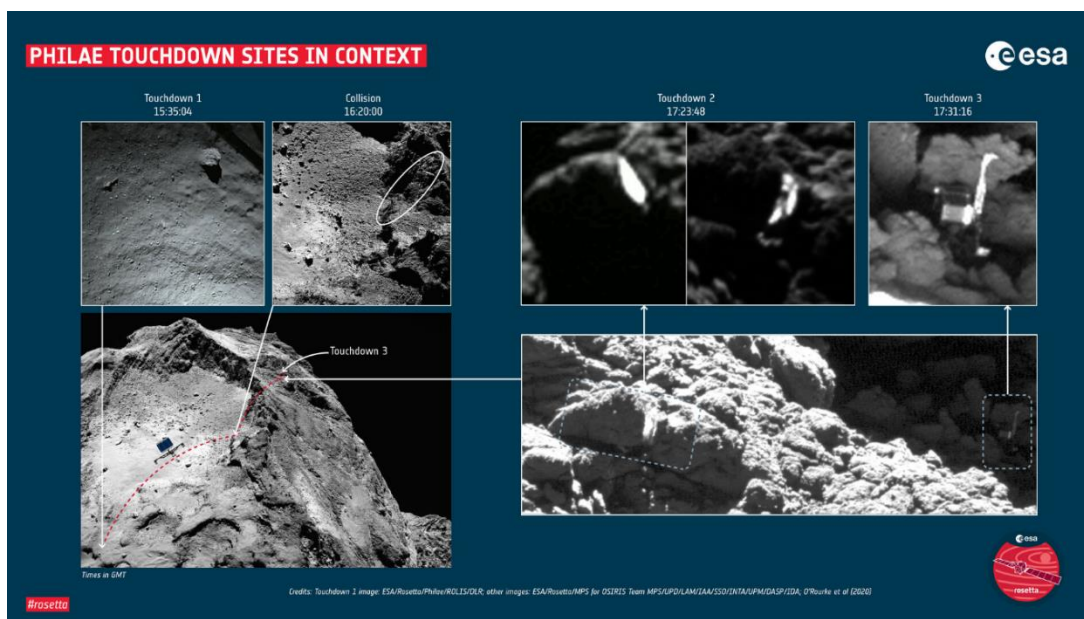 PHILAE TOUCHDOWN SITES IN CONTEXT
esa
Touchdown 1
15:35:04
Collision
16:20:00
Touchdown 2
17:23:48
Touchdown 3
17:31:16
Touchdown 3
Times in GMT
Credits: Touchdown 1 image: ESA/Rosetta/Philae/ROLIS/DLR; other images: ESA/Rosetta/MPS for OSIRIS Team MPS/UPD/LAM/IAA/SSO/INTA/UPM/DASP/IDA; O'Rourke et al (2020)
#rosetta
esa
rosetta